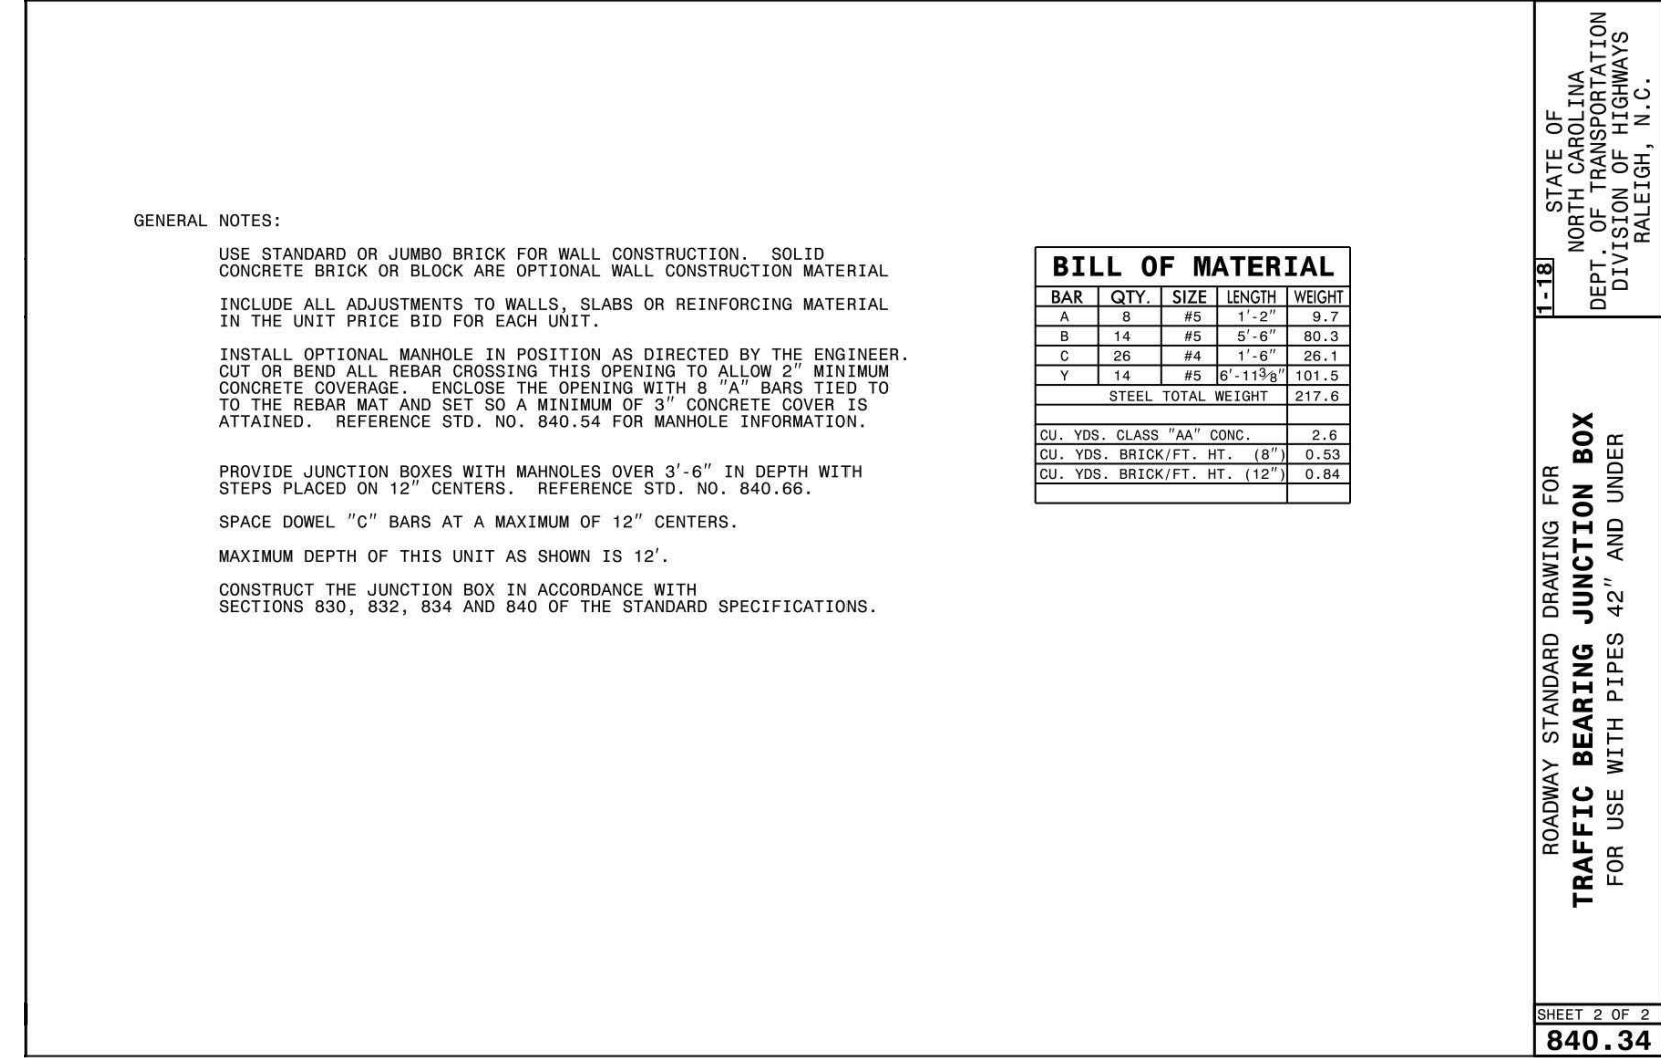 GENERAL NOTES:
USE STANDARD OR JUMBO BRICK FOR WALL CONSTRUCTION. SOLID
CONCRETE BRICK OR BLOCK ARE OPTIONAL WALL CONSTRUCTION MATERIAL
INCLUDE ALL ADJUSTMENTS TO WALLS, SLABS OR REINFORCING MATERIAL
IN THE UNIT PRICE BID FOR EACH UNIT.
INSTALL OPTIONAL MANHOLE IN POSITION AS DIRECTED BY THE ENGINEER.
CUT OR BEND ALL REBAR CROSSING THIS OPENING TO ALLOW 2" MINIMUM
CONCRETE COVERAGE. ENCLOSE THE OPENING WITH 8 "A" BARS TIED TO
TO THE REBAR MAT AND SET SO A MINIMUM OF 3" CONCRETE COVER IS
ATTAINED. REFERENCE STD. NO. 840.54 FOR MANHOLE INFORMATION.
PROVIDE JUNCTION BOXES WITH MAHNOLES OVER 3'-6" IN DEPTH WITH
STEPS PLACED ON 12" CENTERS. REFERENCE STD. NO. 840.66.
SPACE DOWEL "C" BARS AT A MAXIMUM OF 12" CENTERS.
MAXIMUM DEPTH OF THIS UNIT AS SHOWN IS 12'.
CONSTRUCT THE JUNCTION BOX IN ACCORDANCE WITH
SECTIONS 830, 832, 834 AND 840 OF THE STANDARD SPECIFICATIONS.
BILL OF MATERIAL
BAR QTY. SIZE LENGTH WEIGHT
A 8 #5 1'-2" 9.7
B 14 #5 5'-6" 80.3
C 26 #4 1'-6" 26.1
Y 14 #5 6'-11 3/8" 101.5
STEEL TOTAL WEIGHT 217.6
CU. YDS. CLASS "AA" CONC. 2.6
CU. YDS. BRICK/FT. HT. (8") 0.53
CU. YDS. BRICK/FT. HT. (12") 0.84
1-18
STATE OF
NORTH CAROLINA
DEPT. OF TRANSPORTATION
DIVISION OF HIGHWAYS
RALEIGH, N.C.
ROADWAY STANDARD DRAWING FOR
TRAFFIC BEARING JUNCTION BOX
FOR USE WITH PIPES 42" AND UNDER
SHEET 2 OF 2
840.34